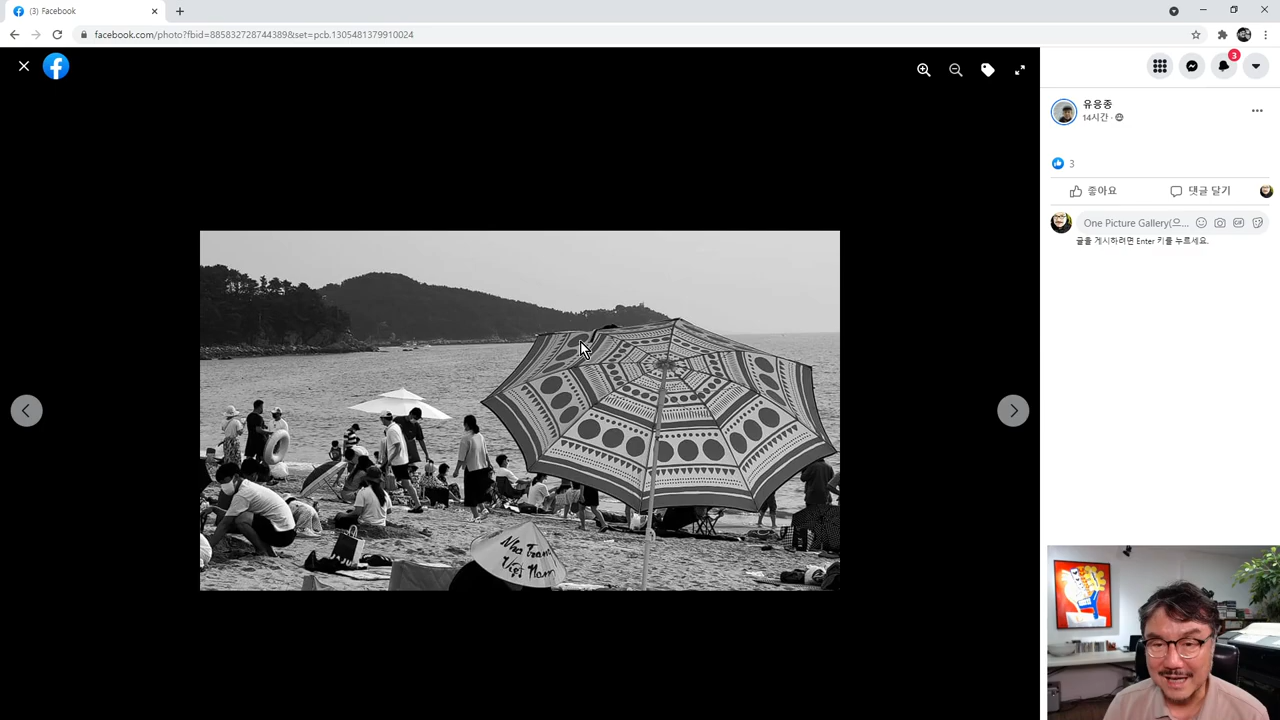 (3) Facebook
facebook.com/photo?fbid=885832728744389&set=pcb.1305481379910024
3
유웅종
14시간 ·
3
좋아요
댓글 달기
One Picture Gallery(으...
글을 게시하려면 Enter 키를 누르세요.
Nha Trang
Việt Nam